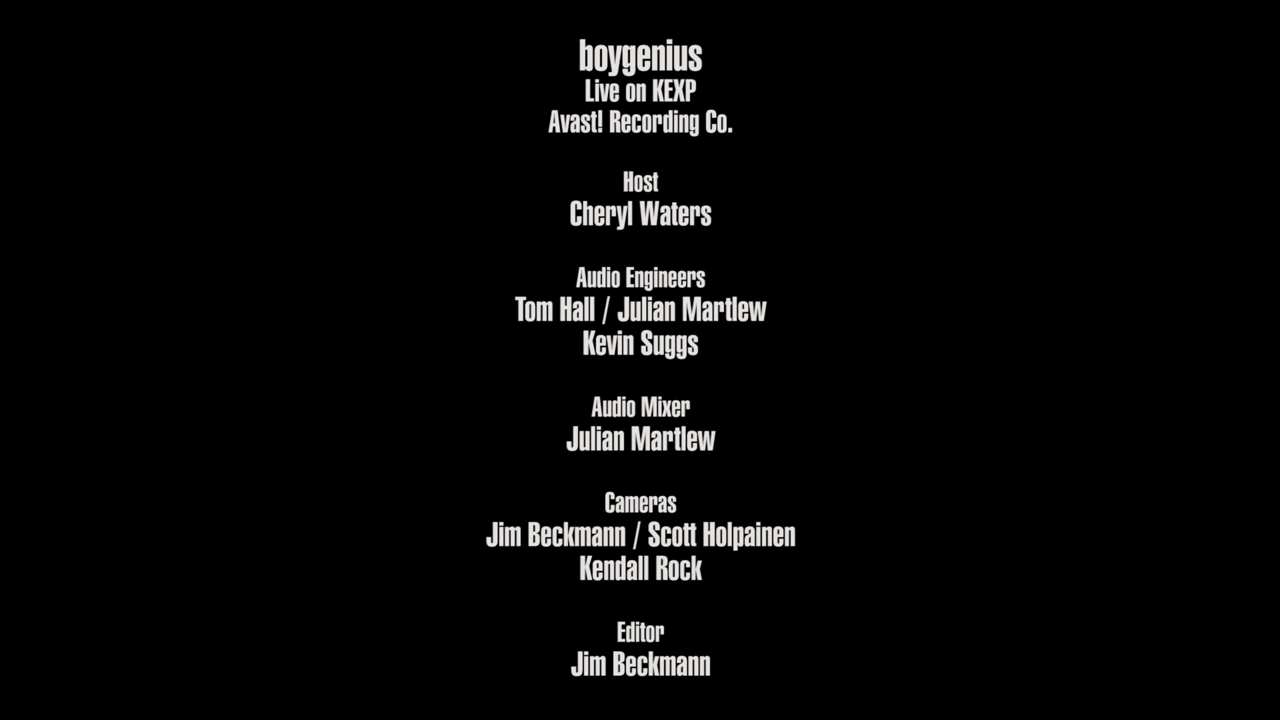 boygenius
Live on KEXP
Avast! Recording Co.
Host
Cheryl Waters
Audio Engineers
Tom Hall / Julian Martlew
Kevin Suggs
Audio Mixer
Julian Martlew
Cameras
Jim Beckmann / Scott Holpainen
Kendall Rock
Editor
Jim Beckmann